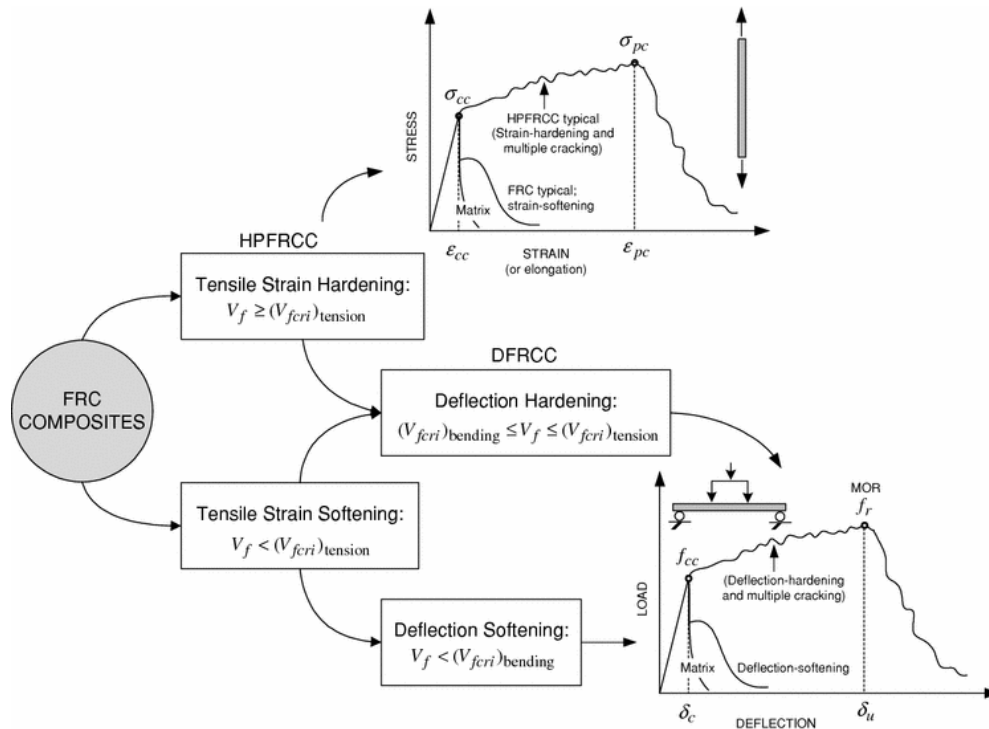 σpc
σcc
HPFRCC typical
(Strain-hardening and
multiple cracking)
FRC typical;
strain-softening
Matrix
STRESS
εcc
STRAIN
(or elongation)
εpc
HPFRCC
Tensile Strain Hardening:
Vf ≥ (Vfcri)tension
FRC
COMPOSITES
DFRCC
Deflection Hardening:
(Vfcri)bending ≤ Vf ≤ (Vfcri)tension
Tensile Strain Softening:
Vf < (Vfcri)tension
Deflection Softening:
Vf < (Vfcri)bending
MOR
fr
fcc
(Deflection-hardening
and multiple cracking)
LOAD
Matrix
Deflection-softening
δc
DEFLECTION
δu